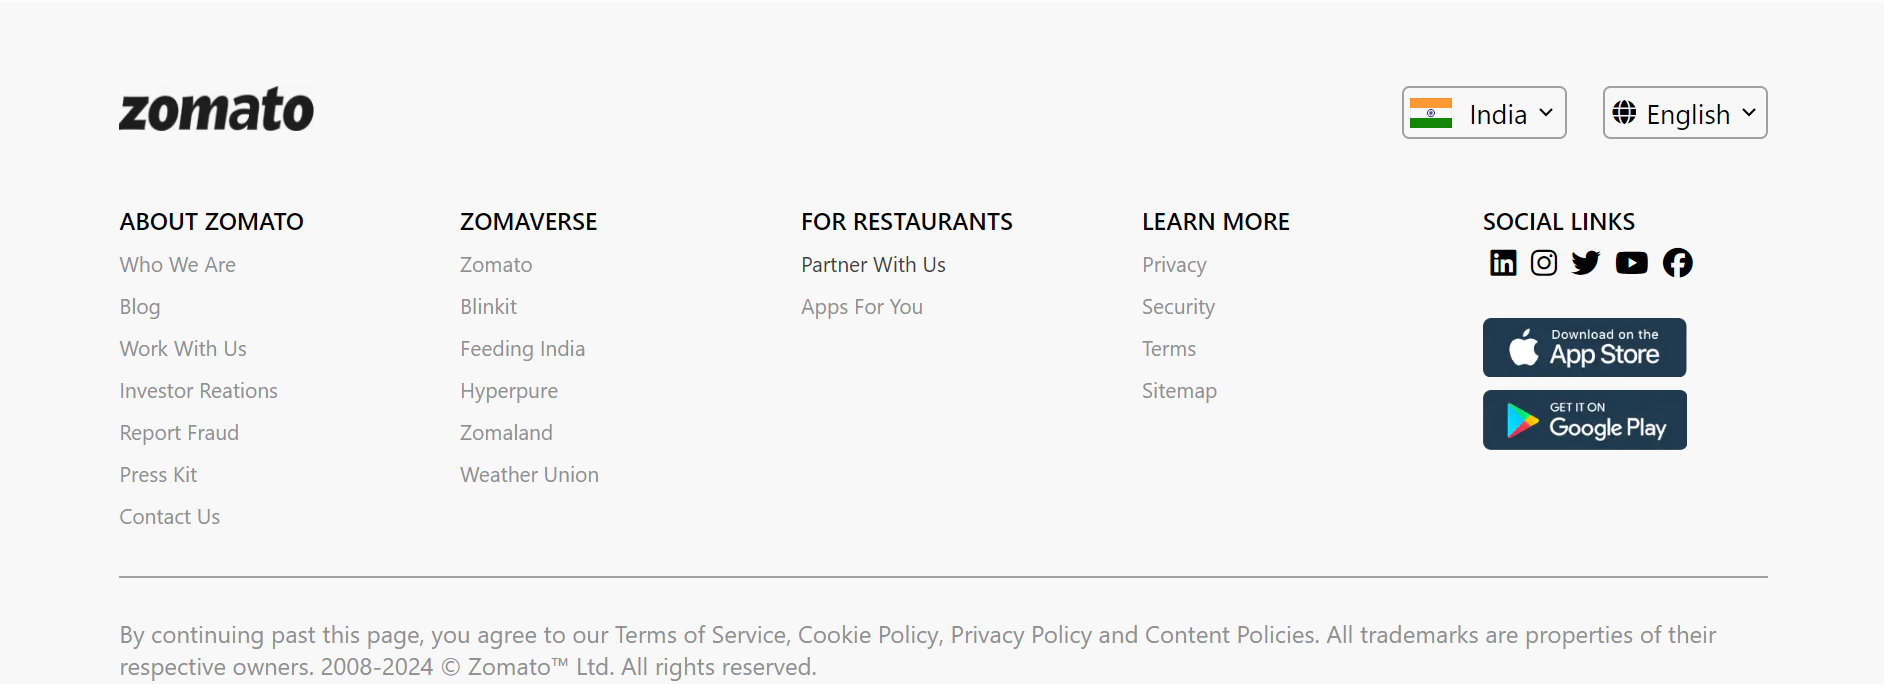 zomato
India
English
ABOUT ZOMATO
Who We Are
Blog
Work With Us
Investor Reations
Report Fraud
Press Kit
Contact Us
ZOMAVERSE
Zomato
Blinkit
Feeding India
Hyperpure
Zomaland
Weather Union
FOR RESTAURANTS
Partner With Us
Apps For You
LEARN MORE
Privacy
Security
Terms
Sitemap
SOCIAL LINKS
in
Download on the
App Store
GET IT ON
Google Play
By continuing past this page, you agree to our Terms of Service, Cookie Policy, Privacy Policy and Content Policies. All trademarks are properties of their
respective owners. 2008-2024 © Zomato™ Ltd. All rights reserved.